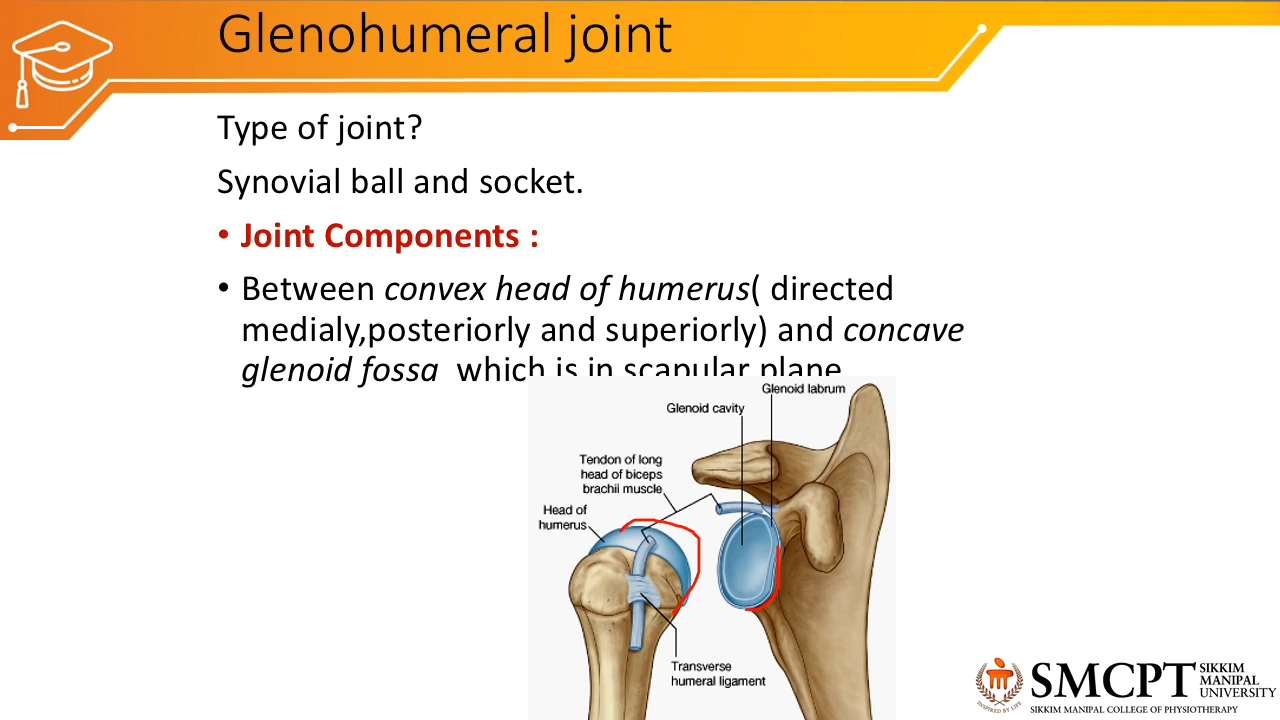 Glenohumeral joint
Type of joint?
Synovial ball and socket.
• Joint Components :
• Between convex head of humerus( directed
medialy,posteriorly and superiorly) and concave
glenoid fossa  which is in scapular plane
Glenoid labrum
Glenoid cavity
Tendon of long
head of biceps
brachii muscle
Head of
humerus
Transverse
humeral ligament
SMCPT
SIKKIM
MANIPAL
UNIVERSITY
INSPIRED BY LIFE
SIKKIM MANIPAL COLLEGE OF PHYSIOTHERAPY